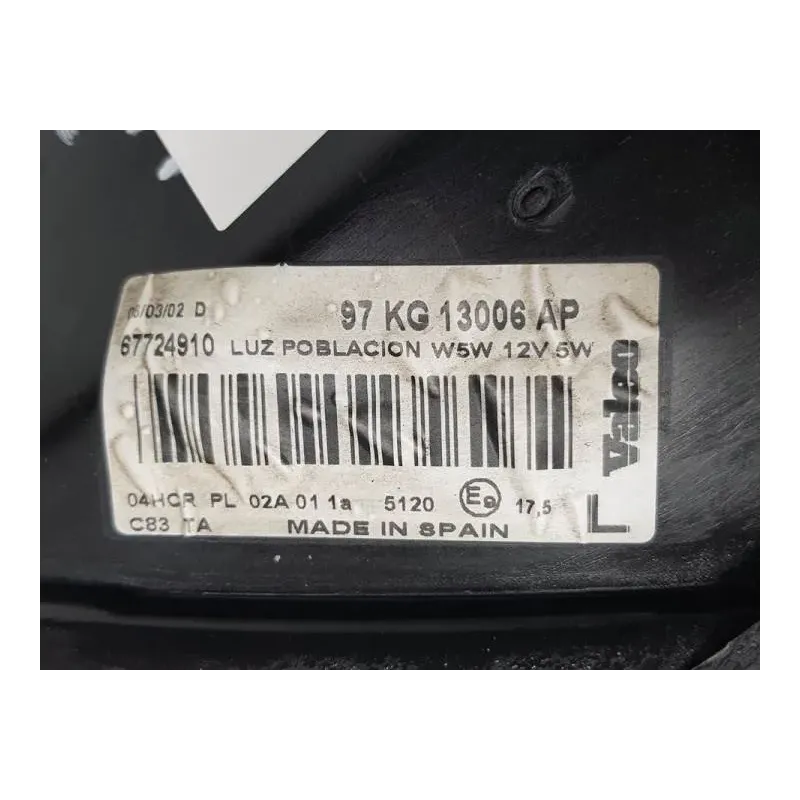 06/03/02 D 97 KG 13006 AP
67724910 LUZ POBLACION W5W 12V 5W
Valeo
04HCR PL 02A 01 1a 5120 E9 17,5
C83 TA MADE IN SPAIN L